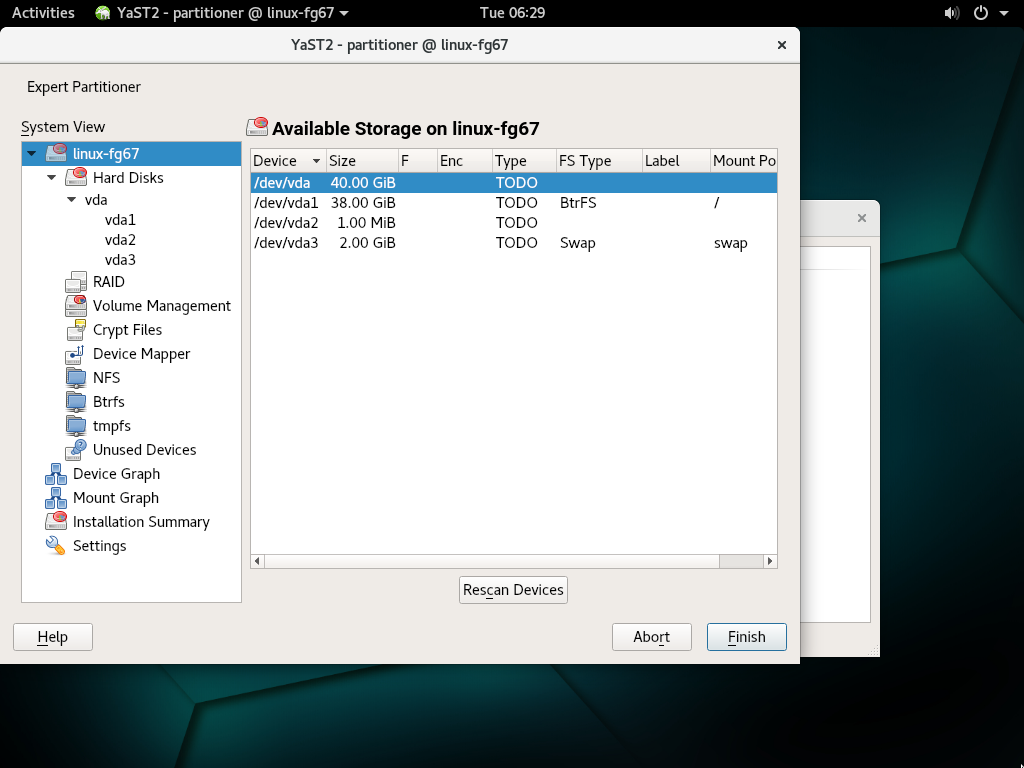 Activities YaST2 - partitioner @ linux-fg67 Tue 06:29
YaST2 - partitioner @ linux-fg67
Expert Partitioner
System View
linux-fg67
Hard Disks
vda
vda1
vda2
vda3
RAID
Volume Management
Crypt Files
Device Mapper
NFS
Btrfs
tmpfs
Unused Devices
Device Graph
Mount Graph
Installation Summary
Settings
Available Storage on linux-fg67
Device Size F Enc Type FS Type Label Mount Po
/dev/vda 40.00 GiB TODO
/dev/vda1 38.00 GiB TODO BtrFS /
/dev/vda2 1.00 MiB TODO
/dev/vda3 2.00 GiB TODO Swap swap
Rescan Devices
Help Abort Finish